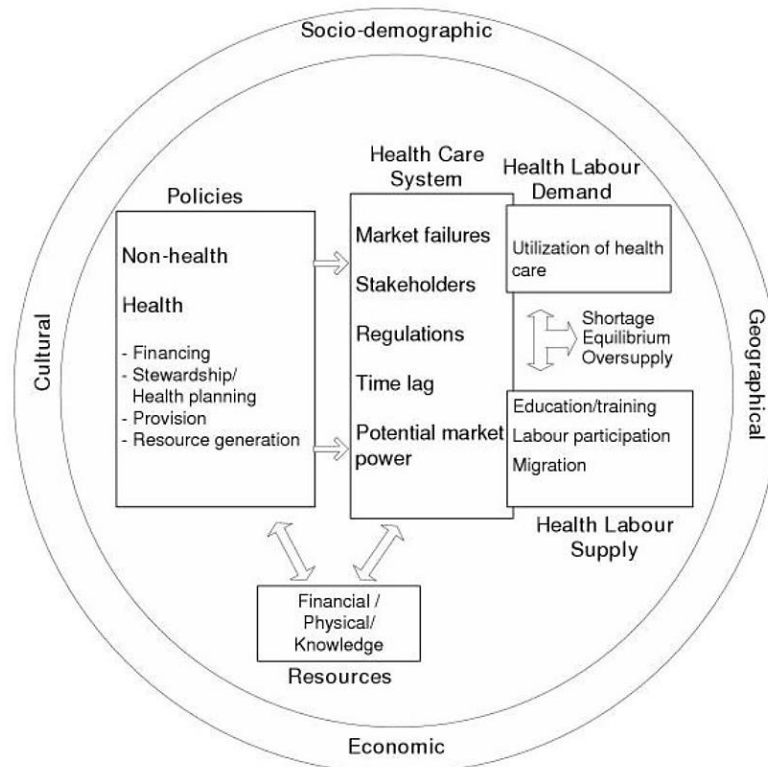 Socio-demographic
Cultural
Geographical
Economic
Policies
Non-health
Health
- Financing
- Stewardship/
Health planning
- Provision
- Resource generation
Health Care
System
Market failures
Stakeholders
Regulations
Time lag
Potential market
power
Health Labour
Demand
Utilization of health
care
Shortage
Equilibrium
Oversupply
Education/training
Labour participation
Migration
Health Labour
Supply
Financial /
Physical/
Knowledge
Resources